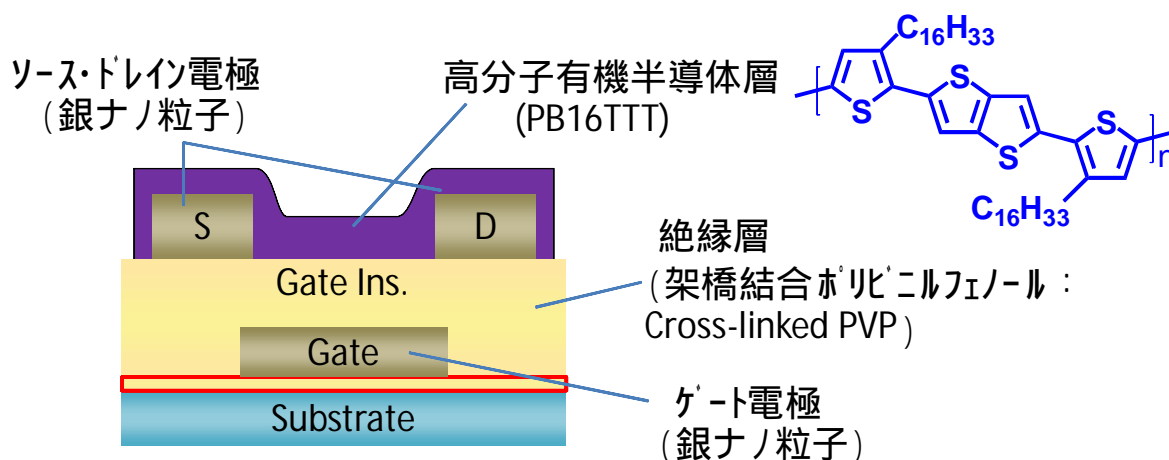 ソース・ドレイン電極
(銀ナノ粒子)
高分子有機半導体層
(PB16TTT)
C16H33
S
S
S
S
n
C16H33
S
D
Gate Ins.
絶縁層
(架橋結合ポリビニルフェノール：
Cross-linked PVP)
Gate
Substrate
ゲート電極
(銀ナノ粒子)